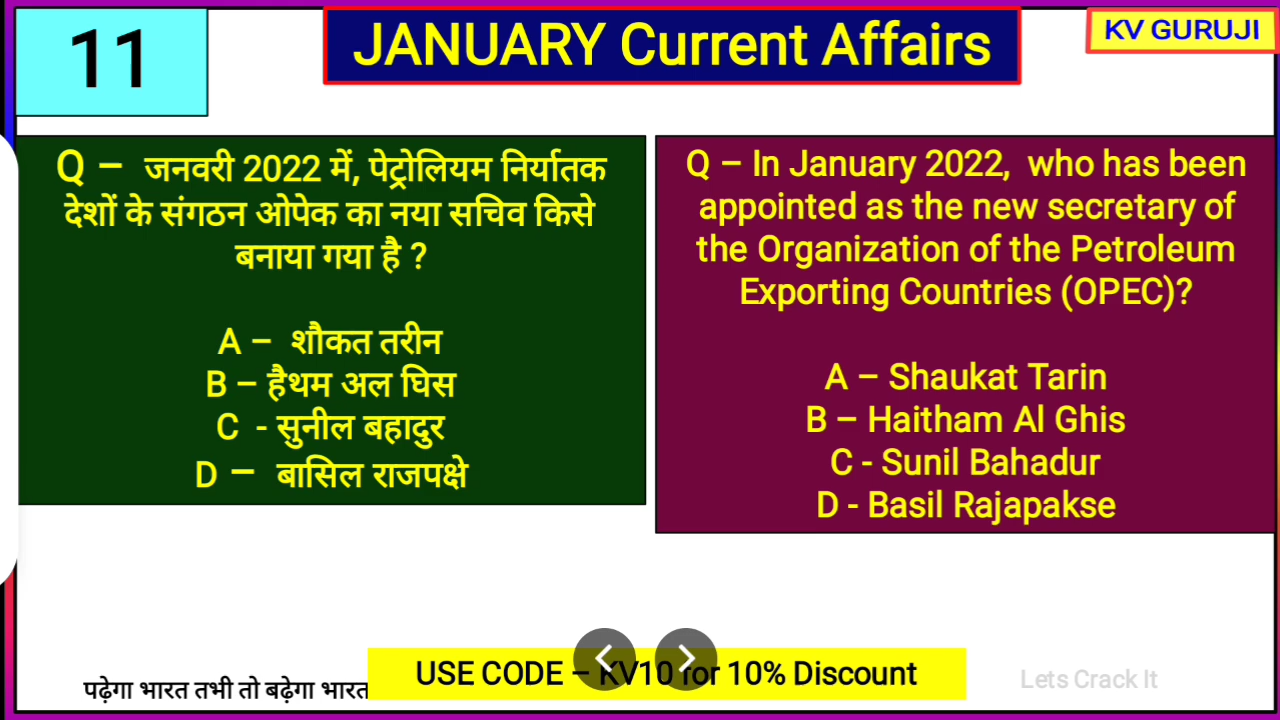 11
JANUARY Current Affairs
KV GURUJI
Q – जनवरी 2022 में, पेट्रोलियम निर्यातक
देशों के संगठन ओपेक का नया सचिव किसे
बनाया गया है ?
A – शौकत तरीन
B – हैथम अल घिस
C - सुनील बहादुर
D – बासिल राजपक्षे
Q – In January 2022, who has been
appointed as the new secretary of
the Organization of the Petroleum
Exporting Countries (OPEC)?
A – Shaukat Tarin
B – Haitham Al Ghis
C - Sunil Bahadur
D - Basil Rajapakse
पढ़ेगा भारत तभी तो बढ़ेगा भारत
USE CODE – KV10 for 10% Discount
Lets Crack It